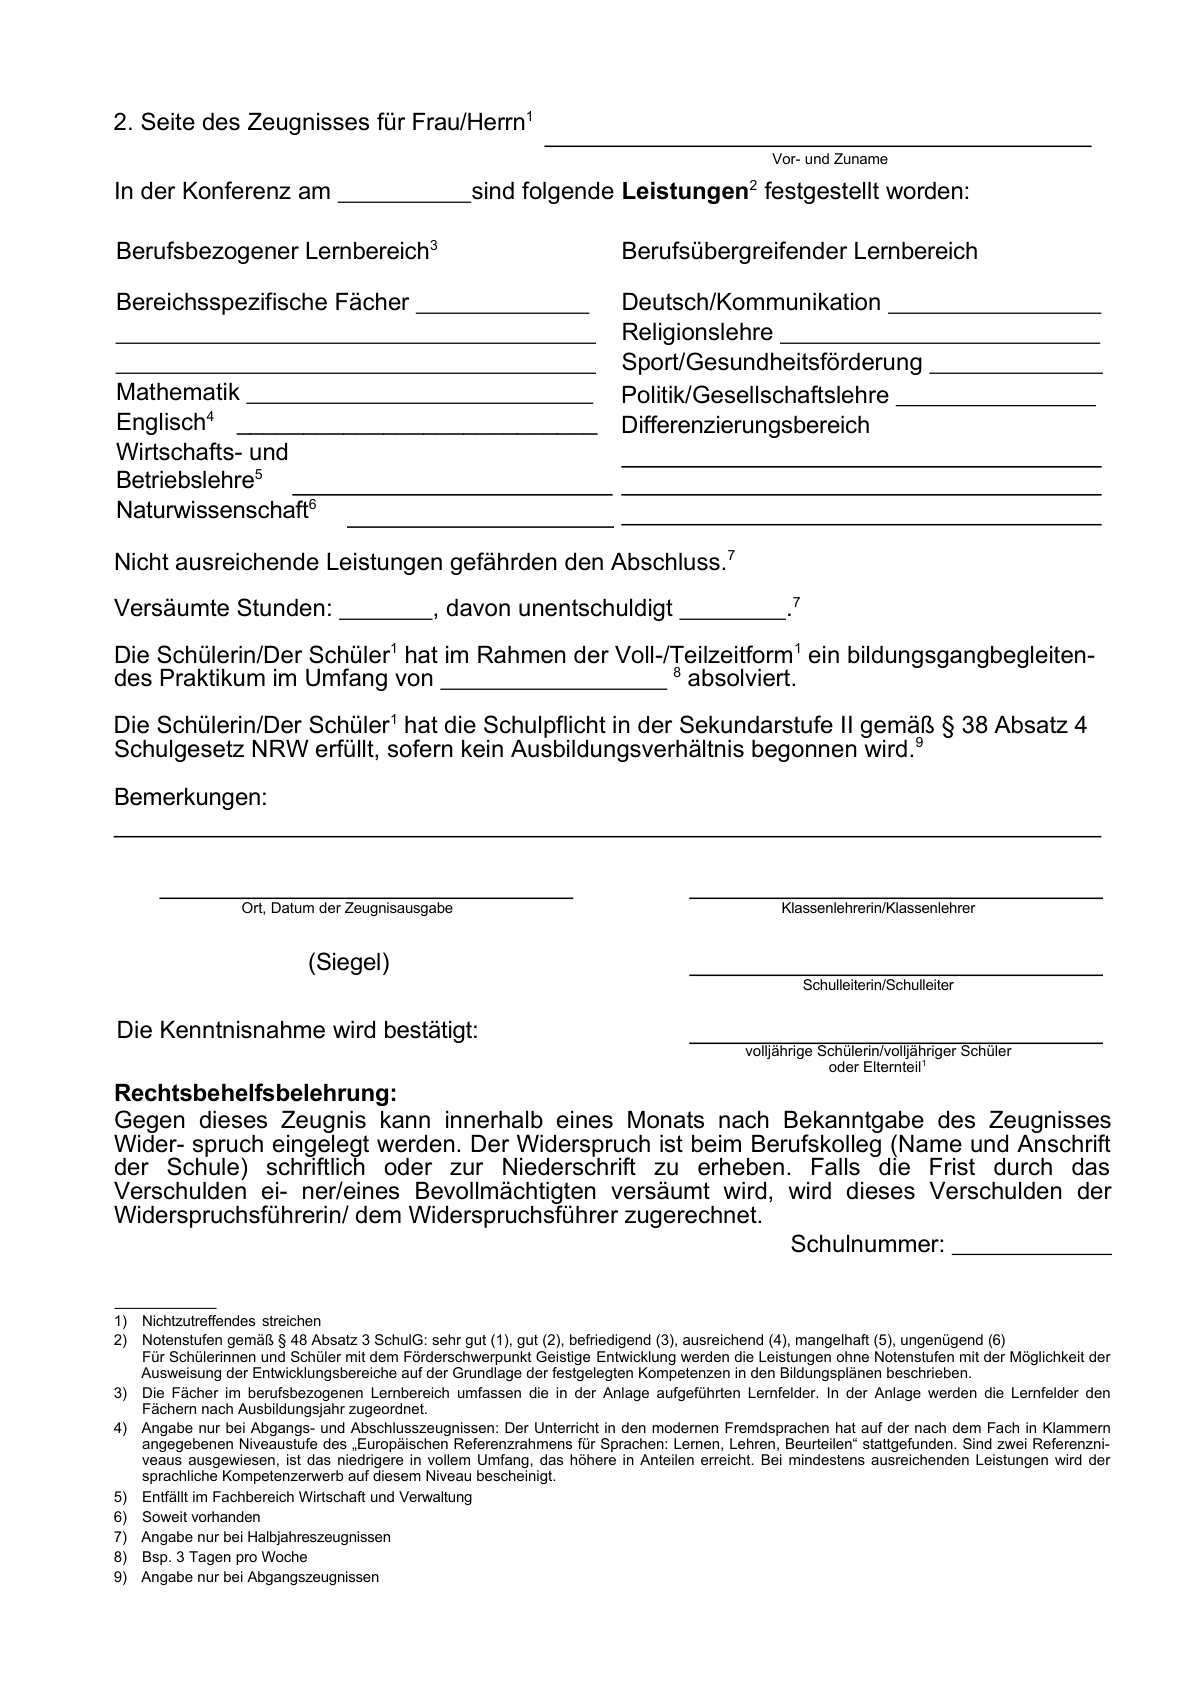 2. Seite des Zeugnisses für Frau/Herrn1
Vor- und Zuname
In der Konferenz am __________sind folgende Leistungen2 festgestellt worden:
Berufsbezogener Lernbereich3
Bereichsspezifische Fächer _____________
Mathematik __________________________
Englisch4 ___________________________
Wirtschafts- und
Betriebslehre5
Naturwissenschaft6
Berufsübergreifender Lernbereich
Deutsch/Kommunikation ________________
Religionslehre ________________________
Sport/Gesundheitsförderung _____________
Politik/Gesellschaftslehre _______________
Differenzierungsbereich
Nicht ausreichende Leistungen gefährden den Abschluss.7
Versäumte Stunden: _______, davon unentschuldigt ________.7
Die Schülerin/Der Schüler1 hat im Rahmen der Voll-/Teilzeitform1 ein bildungsgangbegleiten-
des Praktikum im Umfang von _________________ 8 absolviert.
Die Schülerin/Der Schüler1 hat die Schulpflicht in der Sekundarstufe II gemäß § 38 Absatz 4
Schulgesetz NRW erfüllt, sofern kein Ausbildungsverhältnis begonnen wird.9
Bemerkungen:
Ort, Datum der Zeugnisausgabe
Klassenlehrerin/Klassenlehrer
(Siegel)
Schulleiterin/Schulleiter
Die Kenntnisnahme wird bestätigt:
volljährige Schülerin/volljähriger Schüler
oder Elternteil1
Rechtsbehelfsbelehrung:
Gegen dieses Zeugnis kann innerhalb eines Monats nach Bekanntgabe des Zeugnisses
Wider- spruch eingelegt werden. Der Widerspruch ist beim Berufskolleg (Name und Anschrift
der Schule) schriftlich oder zur Niederschrift zu erheben. Falls die Frist durch das
Verschulden ei- ner/eines Bevollmächtigten versäumt wird, wird dieses Verschulden der
Widerspruchsführerin/ dem Widerspruchsführer zugerechnet.
Schulnummer: ____________
1) Nichtzutreffendes streichen
2) Notenstufen gemäß § 48 Absatz 3 SchulG: sehr gut (1), gut (2), befriedigend (3), ausreichend (4), mangelhaft (5), ungenügend (6)
Für Schülerinnen und Schüler mit dem Förderschwerpunkt Geistige Entwicklung werden die Leistungen ohne Notenstufen mit der Möglichkeit der
Ausweisung der Entwicklungsbereiche auf der Grundlage der festgelegten Kompetenzen in den Bildungsplänen beschrieben.
3) Die Fächer im berufsbezogenen Lernbereich umfassen die in der Anlage aufgeführten Lernfelder. In der Anlage werden die Lernfelder den
Fächern nach Ausbildungsjahr zugeordnet.
4) Angabe nur bei Abgangs- und Abschlusszeugnissen: Der Unterricht in den modernen Fremdsprachen hat auf der nach dem Fach in Klammern
angegebenen Niveaustufe des „Europäischen Referenzrahmens für Sprachen: Lernen, Lehren, Beurteilen“ stattgefunden. Sind zwei Referenzni-
veaus ausgewiesen, ist das niedrigere in vollem Umfang, das höhere in Anteilen erreicht. Bei mindestens ausreichenden Leistungen wird der
sprachliche Kompetenzerwerb auf diesem Niveau bescheinigt.
5) Entfällt im Fachbereich Wirtschaft und Verwaltung
6) Soweit vorhanden
7) Angabe nur bei Halbjahreszeugnissen
8) Bsp. 3 Tagen pro Woche
9) Angabe nur bei Abgangszeugnissen